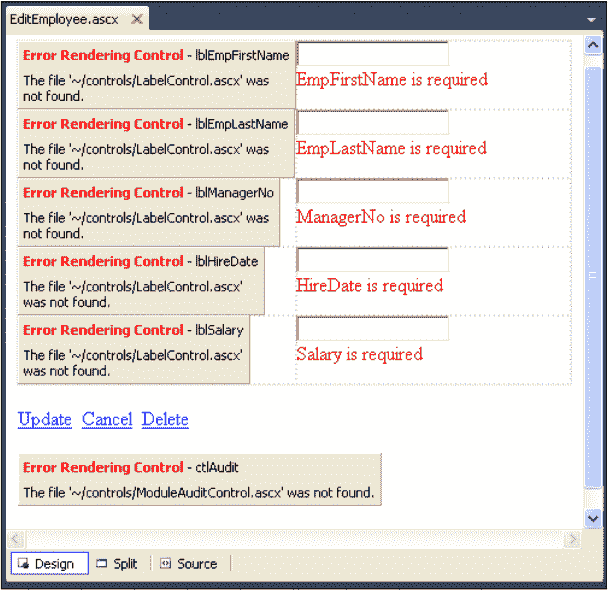 EditEmployee.ascx
Error Rendering Control - lblEmpFirstName
The file '~/controls/LabelControl.ascx' was
not found.
EmpFirstName is required
Error Rendering Control - lblEmpLastName
The file '~/controls/LabelControl.ascx' was
not found.
EmpLastName is required
Error Rendering Control - lblManagerNo
The file '~/controls/LabelControl.ascx' was
not found.
ManagerNo is required
Error Rendering Control - lblHireDate
The file '~/controls/LabelControl.ascx'
was not found.
HireDate is required
Error Rendering Control - lblSalary
The file '~/controls/LabelControl.ascx'
was not found.
Salary is required
Update Cancel Delete
Error Rendering Control - ctlAudit
The file '~/controls/ModuleAuditControl.ascx' was not found.
Design Split Source